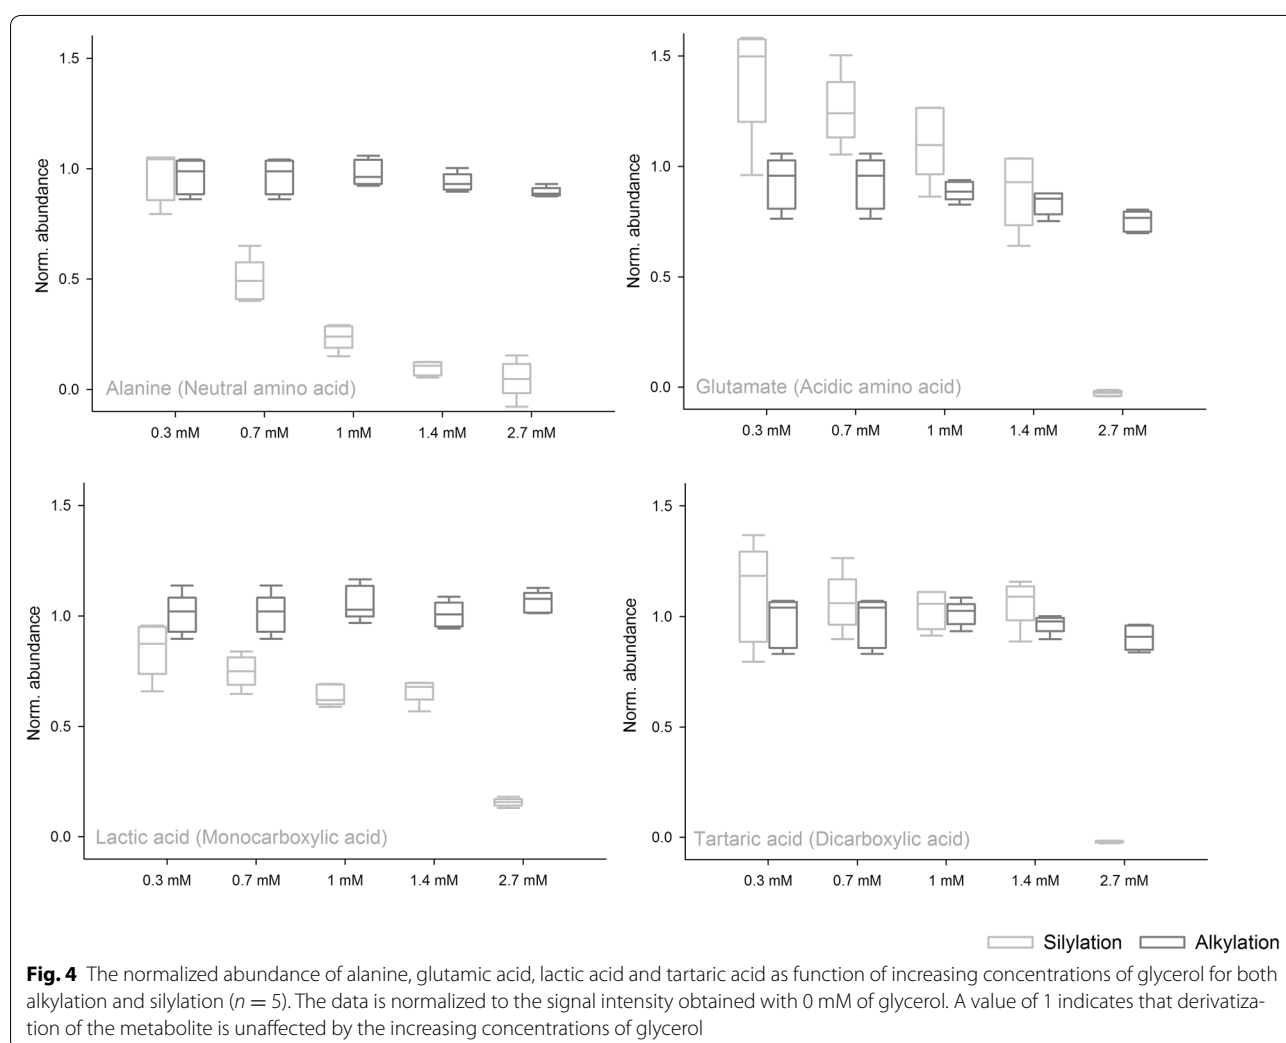 1.5
1.0
0.5
0.0
Norm. abundance
Alanine (Neutral amino acid)
0.3 mM 0.7 mM 1 mM 1.4 mM 2.7 mM
1.5
1.0
0.5
0.0
Norm. abundance
Glutamate (Acidic amino acid)
0.3 mM 0.7 mM 1 mM 1.4 mM 2.7 mM
1.5
1.0
0.5
0.0
Norm. abundance
Lactic acid (Monocarboxylic acid)
0.3 mM 0.7 mM 1 mM 1.4 mM 2.7 mM
1.5
1.0
0.5
0.0
Norm. abundance
Tartaric acid (Dicarboxylic acid)
0.3 mM 0.7 mM 1 mM 1.4 mM 2.7 mM
Silylation Alkylation
Fig. 4 The normalized abundance of alanine, glutamic acid, lactic acid and tartaric acid as function of increasing concentrations of glycerol for both
alkylation and silylation (n = 5). The data is normalized to the signal intensity obtained with 0 mM of glycerol. A value of 1 indicates that derivatiza-
tion of the metabolite is unaffected by the increasing concentrations of glycerol